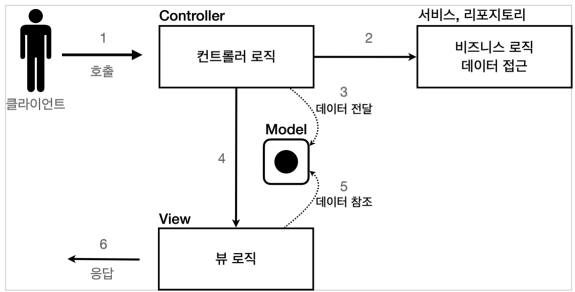 Controller
서비스, 리포지토리
1
호출
클라이언트
컨트롤러 로직
2
비즈니스 로직
데이터 접근
3
데이터 전달
Model
4
5
데이터 참조
View
뷰 로직
6
응답